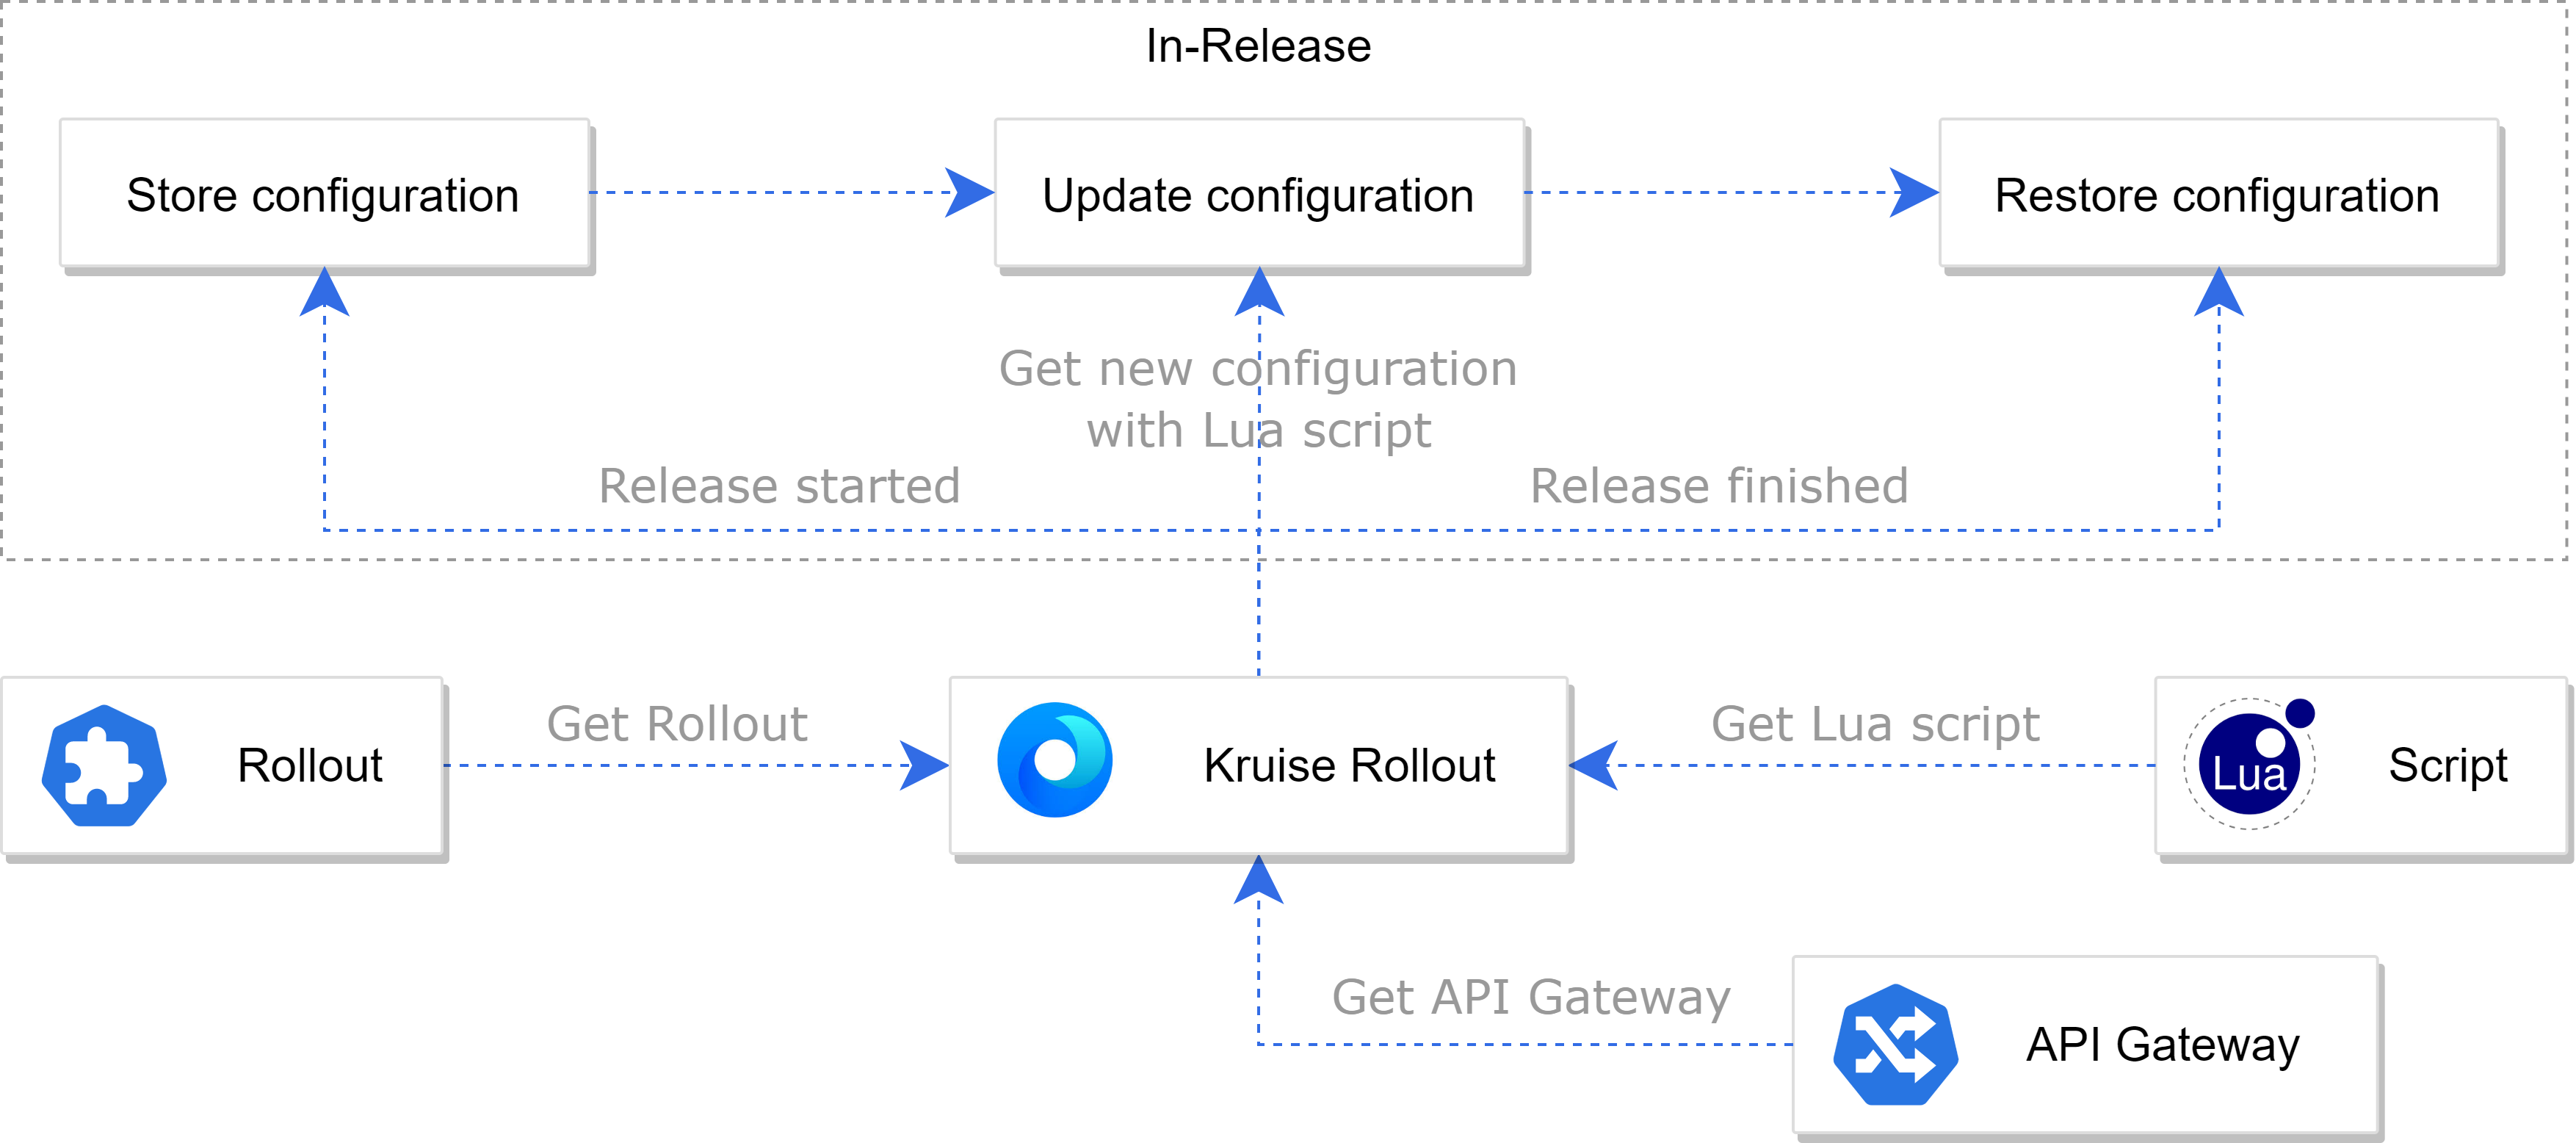 In-Release
Store configuration
Update configuration
Restore configuration
Get new configuration
with Lua script
Release started
Release finished
Rollout
Get Rollout
Kruise Rollout
Get Lua script
Lua
Script
Get API Gateway
API Gateway